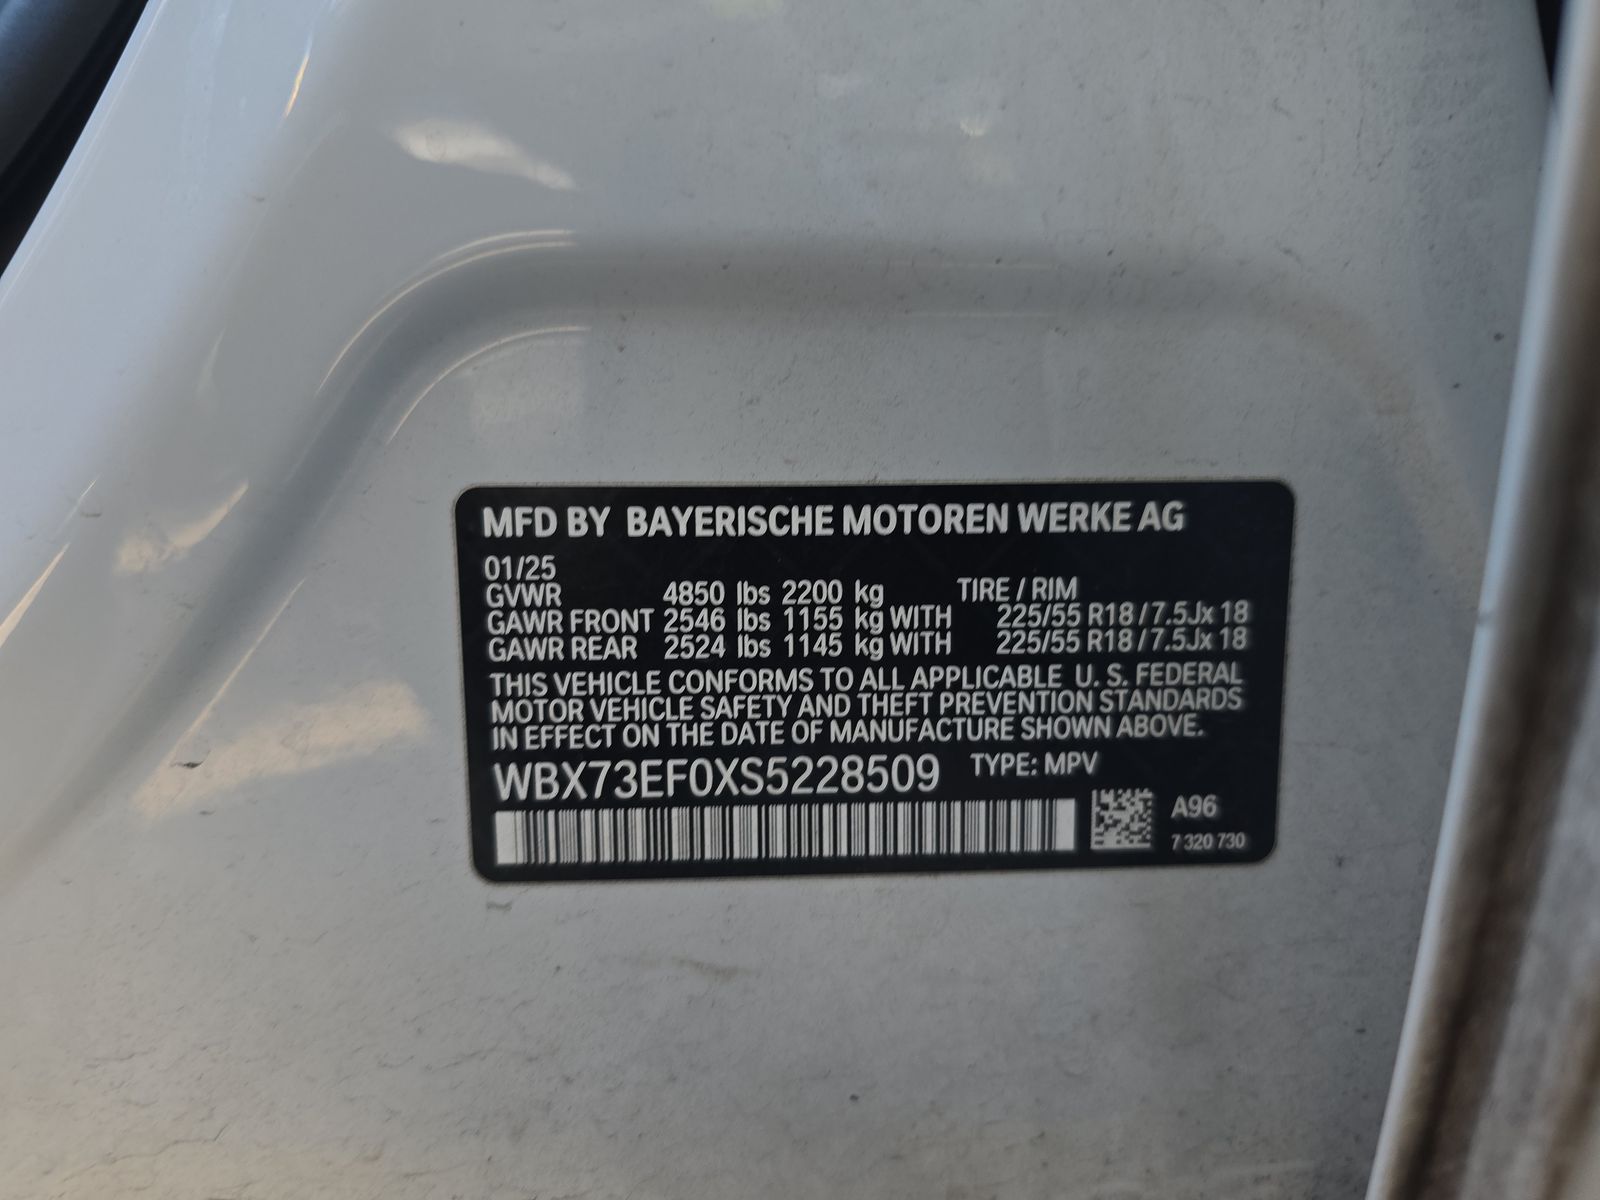 MFD BY BAYERISCHE MOTOREN WERKE AG
01/25
GVWR 4850 lbs 2200 kg TIRE / RIM
GAWR FRONT 2546 lbs 1155 kg WITH 225/55 R18 / 7.5Jx 18
GAWR REAR 2524 lbs 1145 kg WITH 225/55 R18 / 7.5Jx 18
THIS VEHICLE CONFORMS TO ALL APPLICABLE U. S. FEDERAL
MOTOR VEHICLE SAFETY AND THEFT PREVENTION STANDARDS
IN EFFECT ON THE DATE OF MANUFACTURE SHOWN ABOVE.
WBX73EF0XS5228509 TYPE: MPV
A96
7 320 730